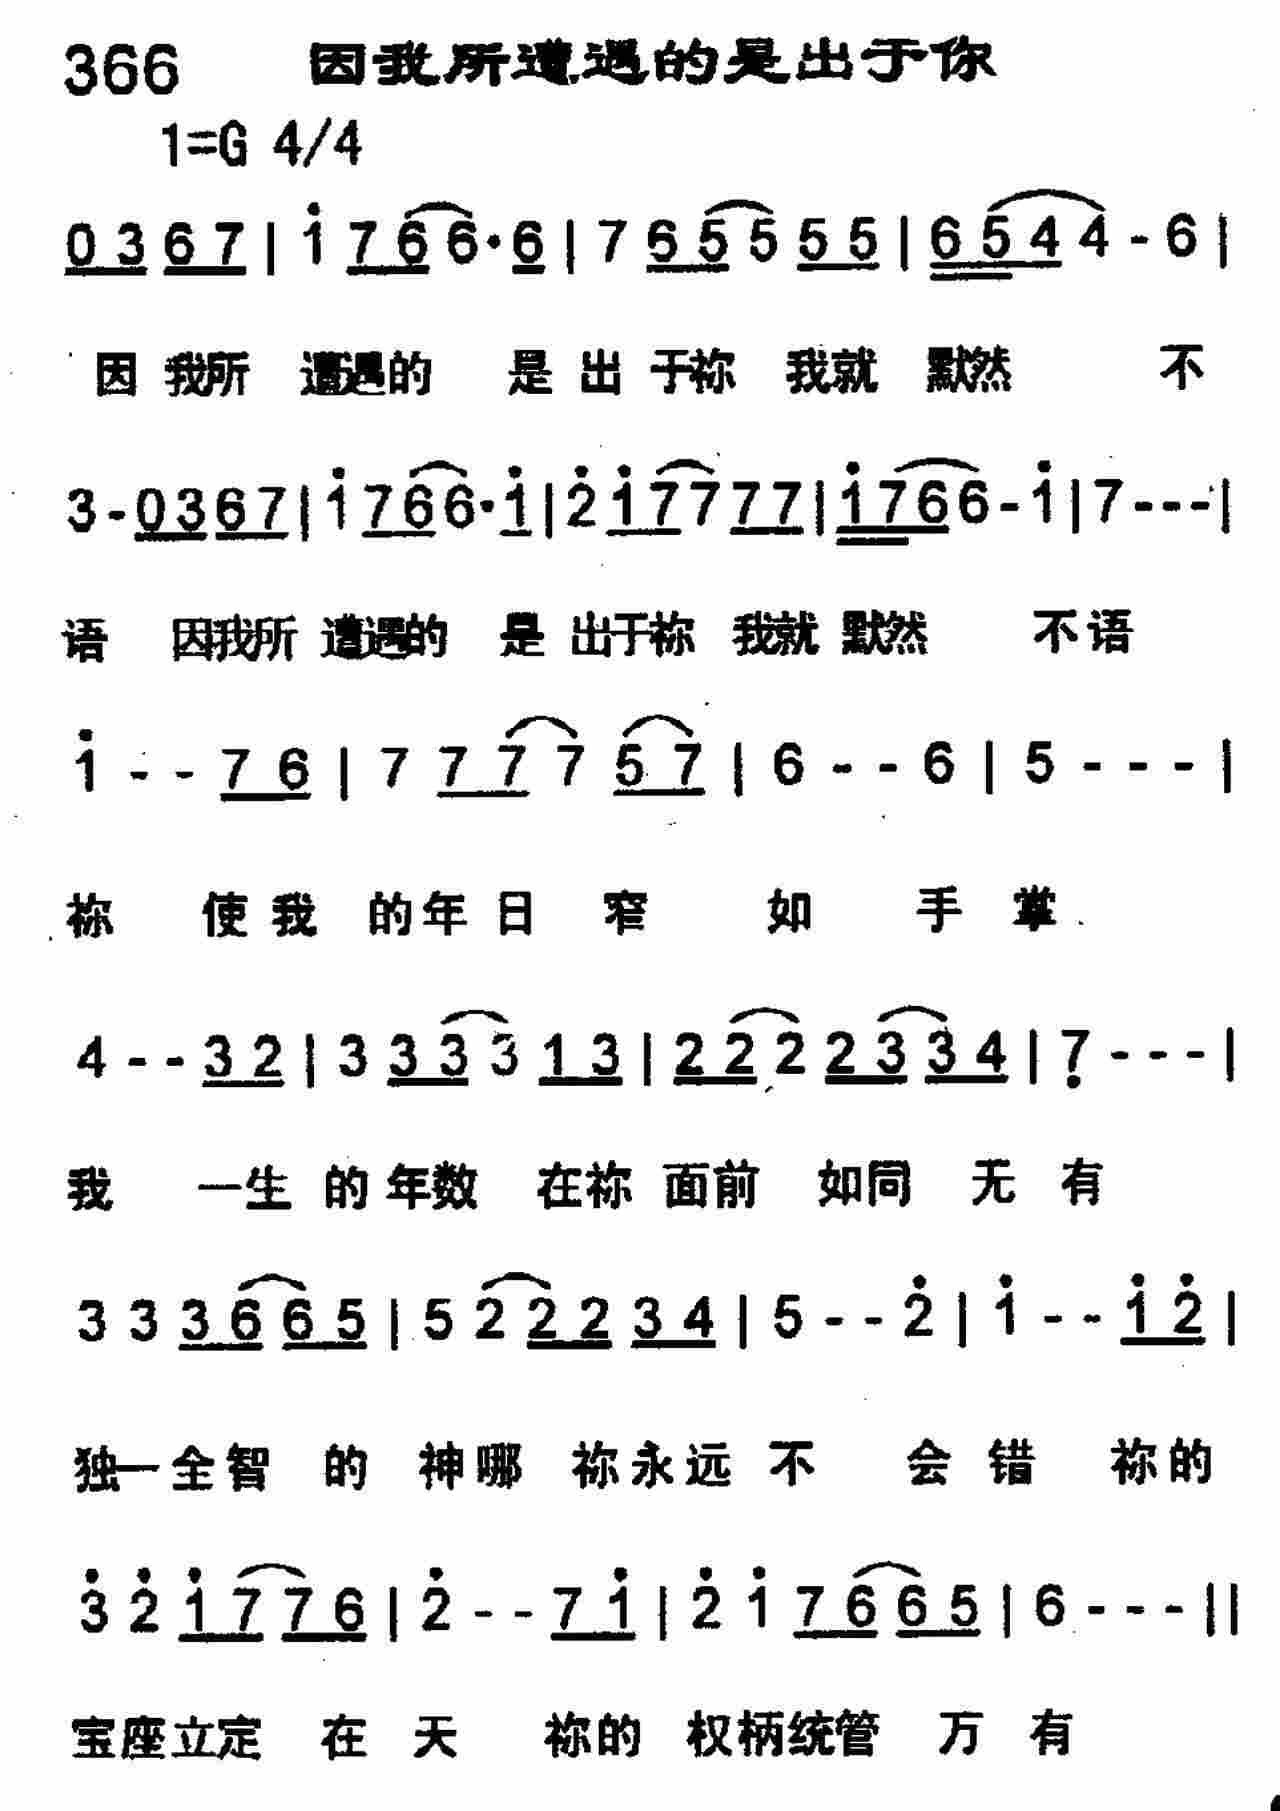 366 因我所遭遇的是出于你
1=G 4/4
0 3 6 7 | 1 7 6 6 · 6 | 7 6 5 5 5 5 | 6 5 4 4 - 6 |
因 我所 遭遇的 是 出 于祢 我就 默然 不
3 - 0 3 6 7 | 1 7 6 6 · 1 | 2 1 7 7 7 7 | 1 7 6 6 - 1 | 7 - - - |
语 因我所 遭遇的 是 出于祢 我就 默然 不语
1 - - 7 6 | 7 7 7 7 5 7 | 6 - - 6 | 5 - - - |
祢 使 我 的 年 日 窄 如 手 掌
4 - - 3 2 | 3 3 3 3 1 3 | 2 2 2 2 3 3 4 | 7 - - - |
我 一生 的 年数 在祢 面前 如同 无 有
3 3 3 6 6 5 | 5 2 2 2 3 4 | 5 - - 2 | 1 - - 1 2 |
独一全智 的 神哪 祢永远 不 会 错 祢的
3 2 1 7 7 6 | 2 - - 7 1 | 2 1 7 6 6 5 | 6 - - - ||
宝座立定 在 天 祢的 权柄统管 万 有